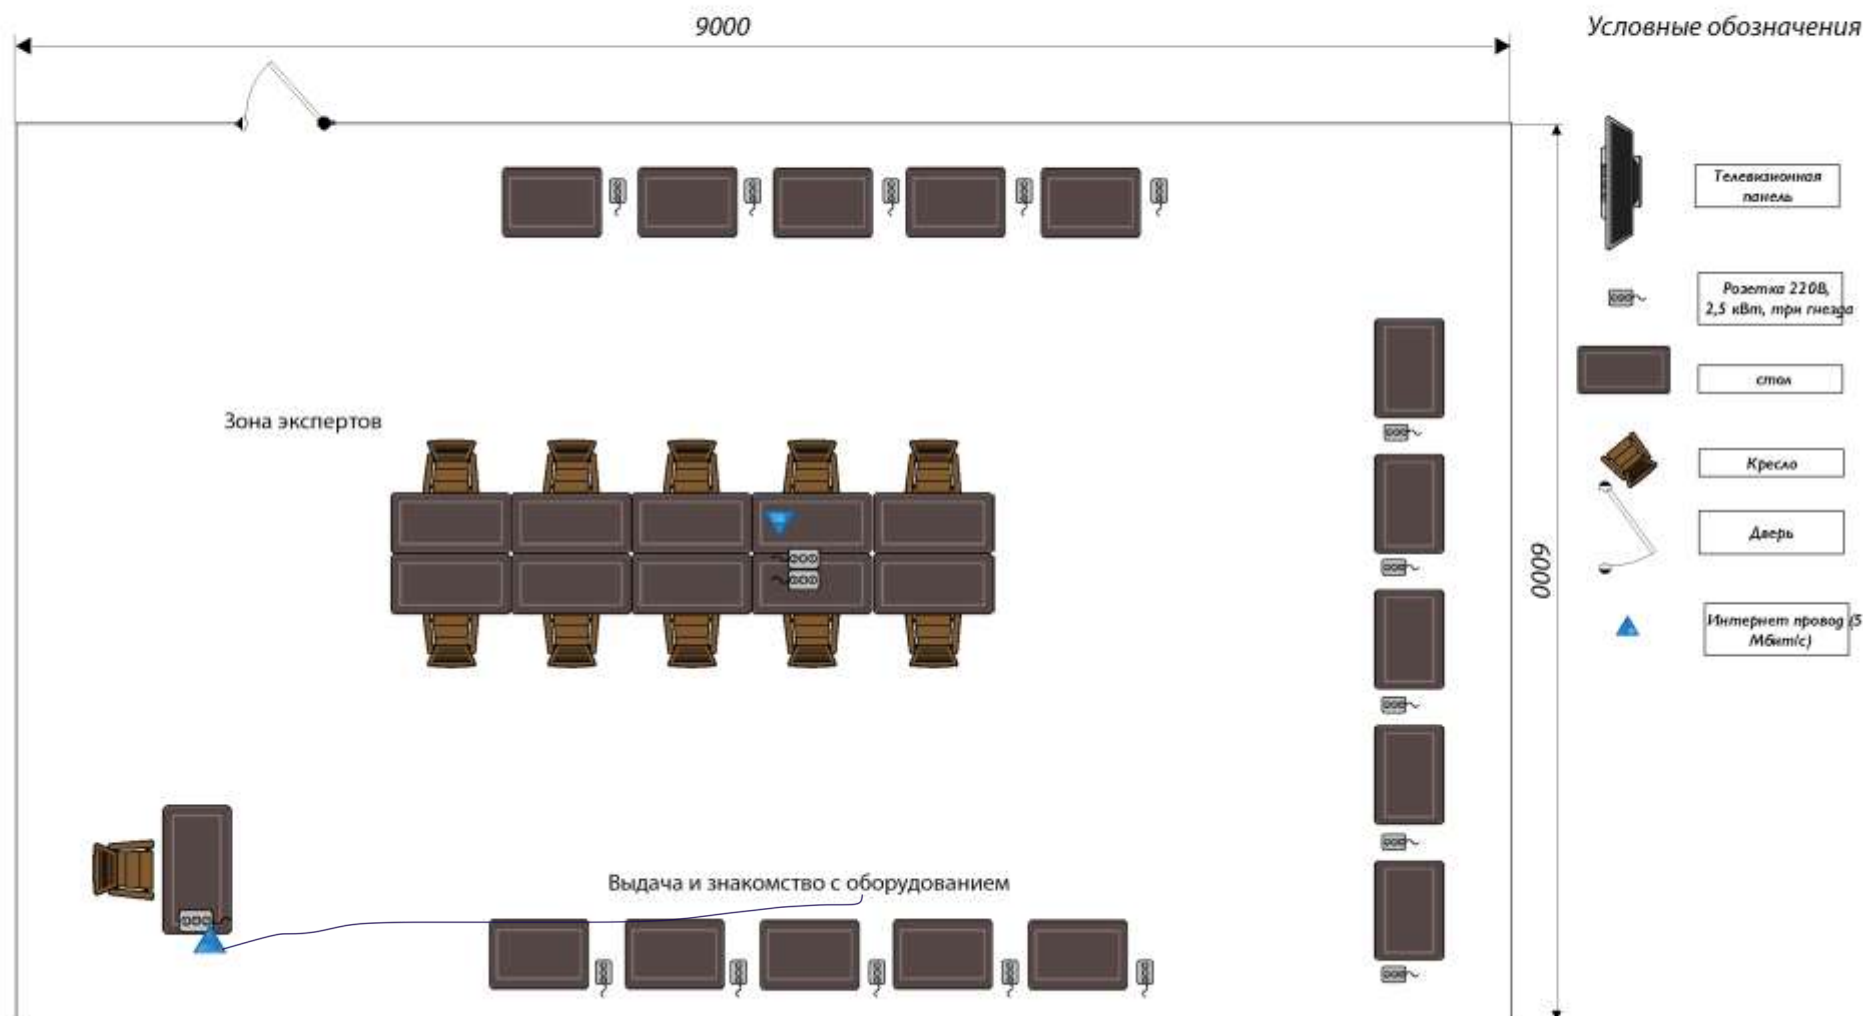 9000
Условные обозначения
Телевизионная
панель
Розетка 220В,
2,5 кВт, три гнезда
стол
Зона экспертов
Кресло
Дверь
6000
Интернет провод (5
Мбит/с)
Выдача и знакомство с оборудованием